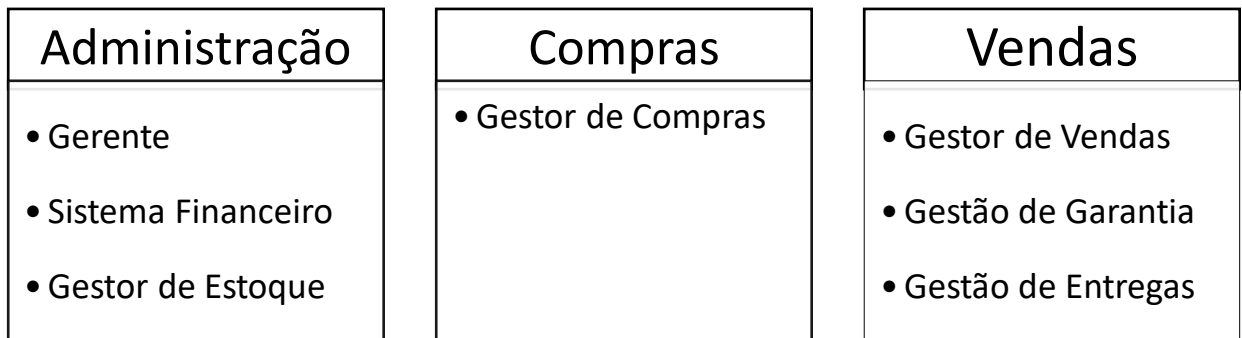 Administração
• Gerente
• Sistema Financeiro
• Gestor de Estoque
Compras
• Gestor de Compras
Vendas
• Gestor de Vendas
• Gestão de Garantia
• Gestão de Entregas